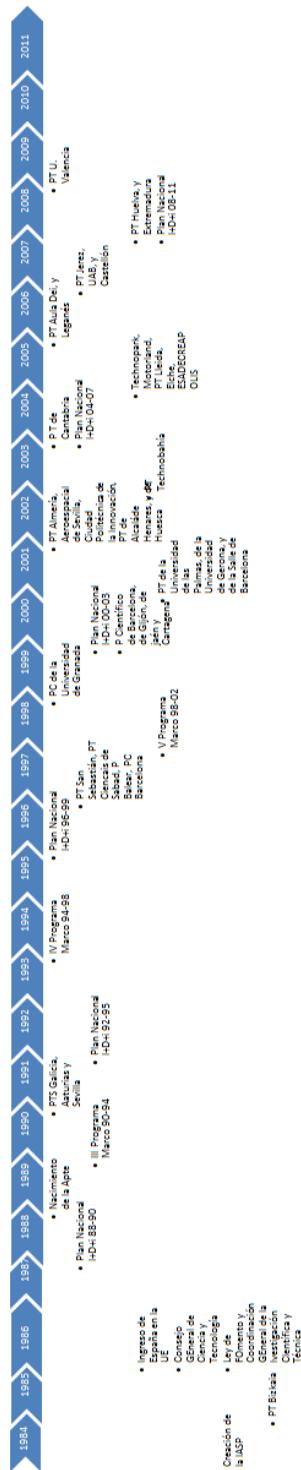 1984
1985
1986
1987
1988
1989
1990
1991
1992
1993
1994
1995
1996
1997
1998
1999
2000
2001
2002
2003
2004
2005
2006
2007
2008
2009
2010
2011
Creación de
la IASP
• Ingreso de
España en la
UE
• Consejo
GEneral de
Ciencia y
Tecnología
• Ley de
FOmento y
Coordinación
GEneral de la
Ivestigación
Científica y
Técnica
• PT Bizkaia
• Plan Nacional
I+D+i 88-90
• Nacimiento
de la Apte
• III Programa
Marco 90-94
• PTS Galicia,
Asturias y
Sevilla
• Plan Nacional
I+D+i 92-95
• IV Programa
Marco 94-98
• Plan Nacional
I+D+i 96-99
• PT San
Sebastián, PT
Ciencais de
Sabad, P
Balear, PC
Barcelona
• V Programa
Marco 98-02
• PC de la
Universidad
de Granada
• Plan Nacional
I+D+i 00-03
• P Científico
de Barcelona,
de Gijón, de
jaén y
Cartagena
• PT de la
Universidad
de las
Palmas, de la
Universidad
de Gerona, y
de la Salle de
Barcelona
• PT Almería,
Aeroespacial
de Sevilla,
Ciudad
Politécnica de
la Innovación,
PT de
Alcaide
Henaras, y de
Huesca
Technobahía
• P T de
Cantabria
• Plan Nacional
I+D+i 04-07
• Technopark,
Motorland,
PT Lleida,
Elche,
ESADECREAP
OLIS
• PT Aula Dei, y
Leganés
• PT Jerez,
UAB, y
Castellón
• PT Huelva, y
Extremadura
• Plan Nacional
I+D+i 08-11
• PT U.
Valencia